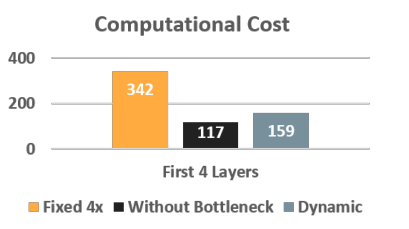 Computational Cost
400
342
200
117
159
0
First 4 Layers
Fixed 4x Without Bottleneck Dynamic